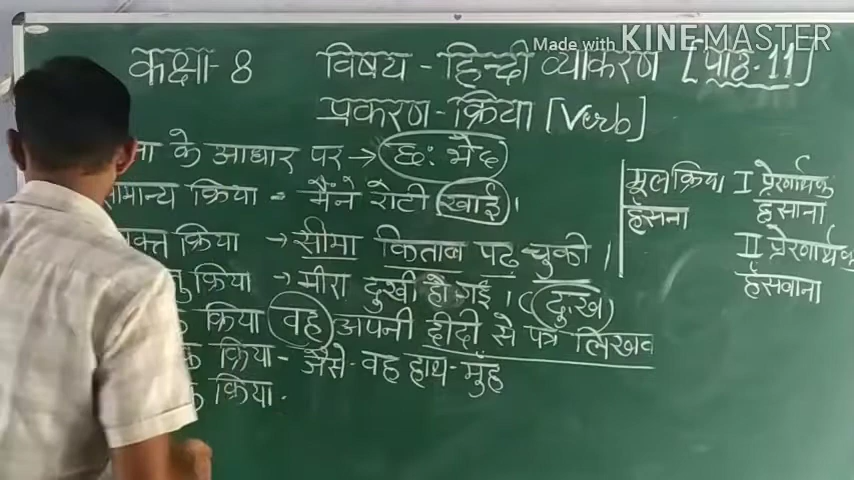 Made with KINEMASTER
कक्षा-8 विषय - हिन्दी व्याकरण [पाठ-11]
प्रकरण-क्रिया [Verb]
के आधार पर → छः भेद
सामान्य क्रिया - मैंने रोटी खाई।
क्रिया → सीमा किताब पढ़ चुकी।
क्रिया → मीरा दुखी हो गई। (दुःख)
क्रिया वह अपनी दीदी से पत्र
क्रिया- जैसे- वह हाथ-मुँह
क्रिया.
मूलक्रिया I प्रेरणार्थक
हँसना हँसाना
II प्रेरणार्थक
हँसवाना